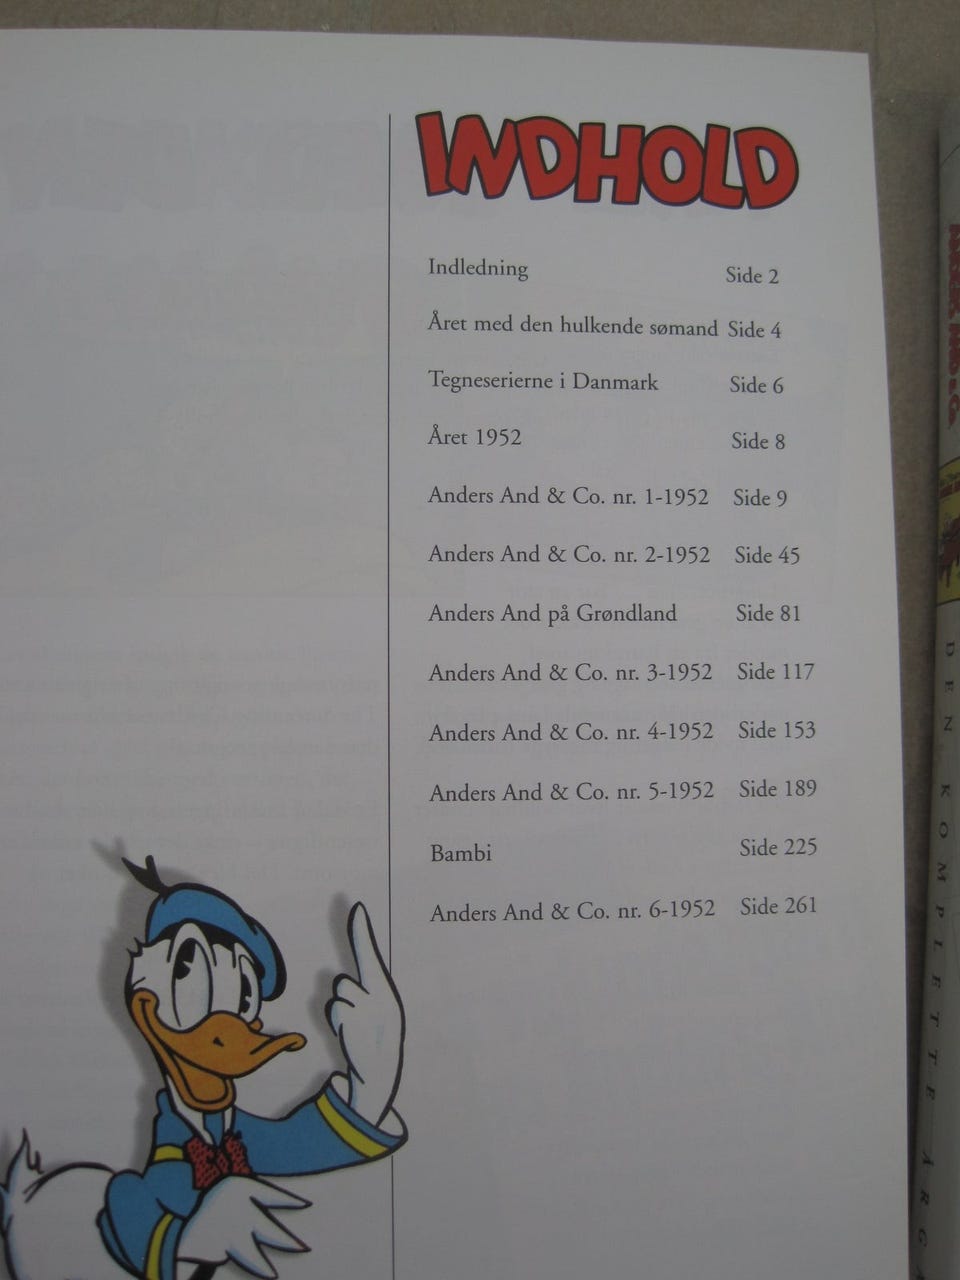 INDHOLD
Indledning Side 2
Året med den hulkende sømand Side 4
Tegneserierne i Danmark Side 6
Året 1952 Side 8
Anders And & Co. nr. 1-1952 Side 9
Anders And & Co. nr. 2-1952 Side 45
Anders And på Grøndland Side 81
Anders And & Co. nr. 3-1952 Side 117
Anders And & Co. nr. 4-1952 Side 153
Anders And & Co. nr. 5-1952 Side 189
Bambi Side 225
Anders And & Co. nr. 6-1952 Side 261
DEN KOMPLETTE